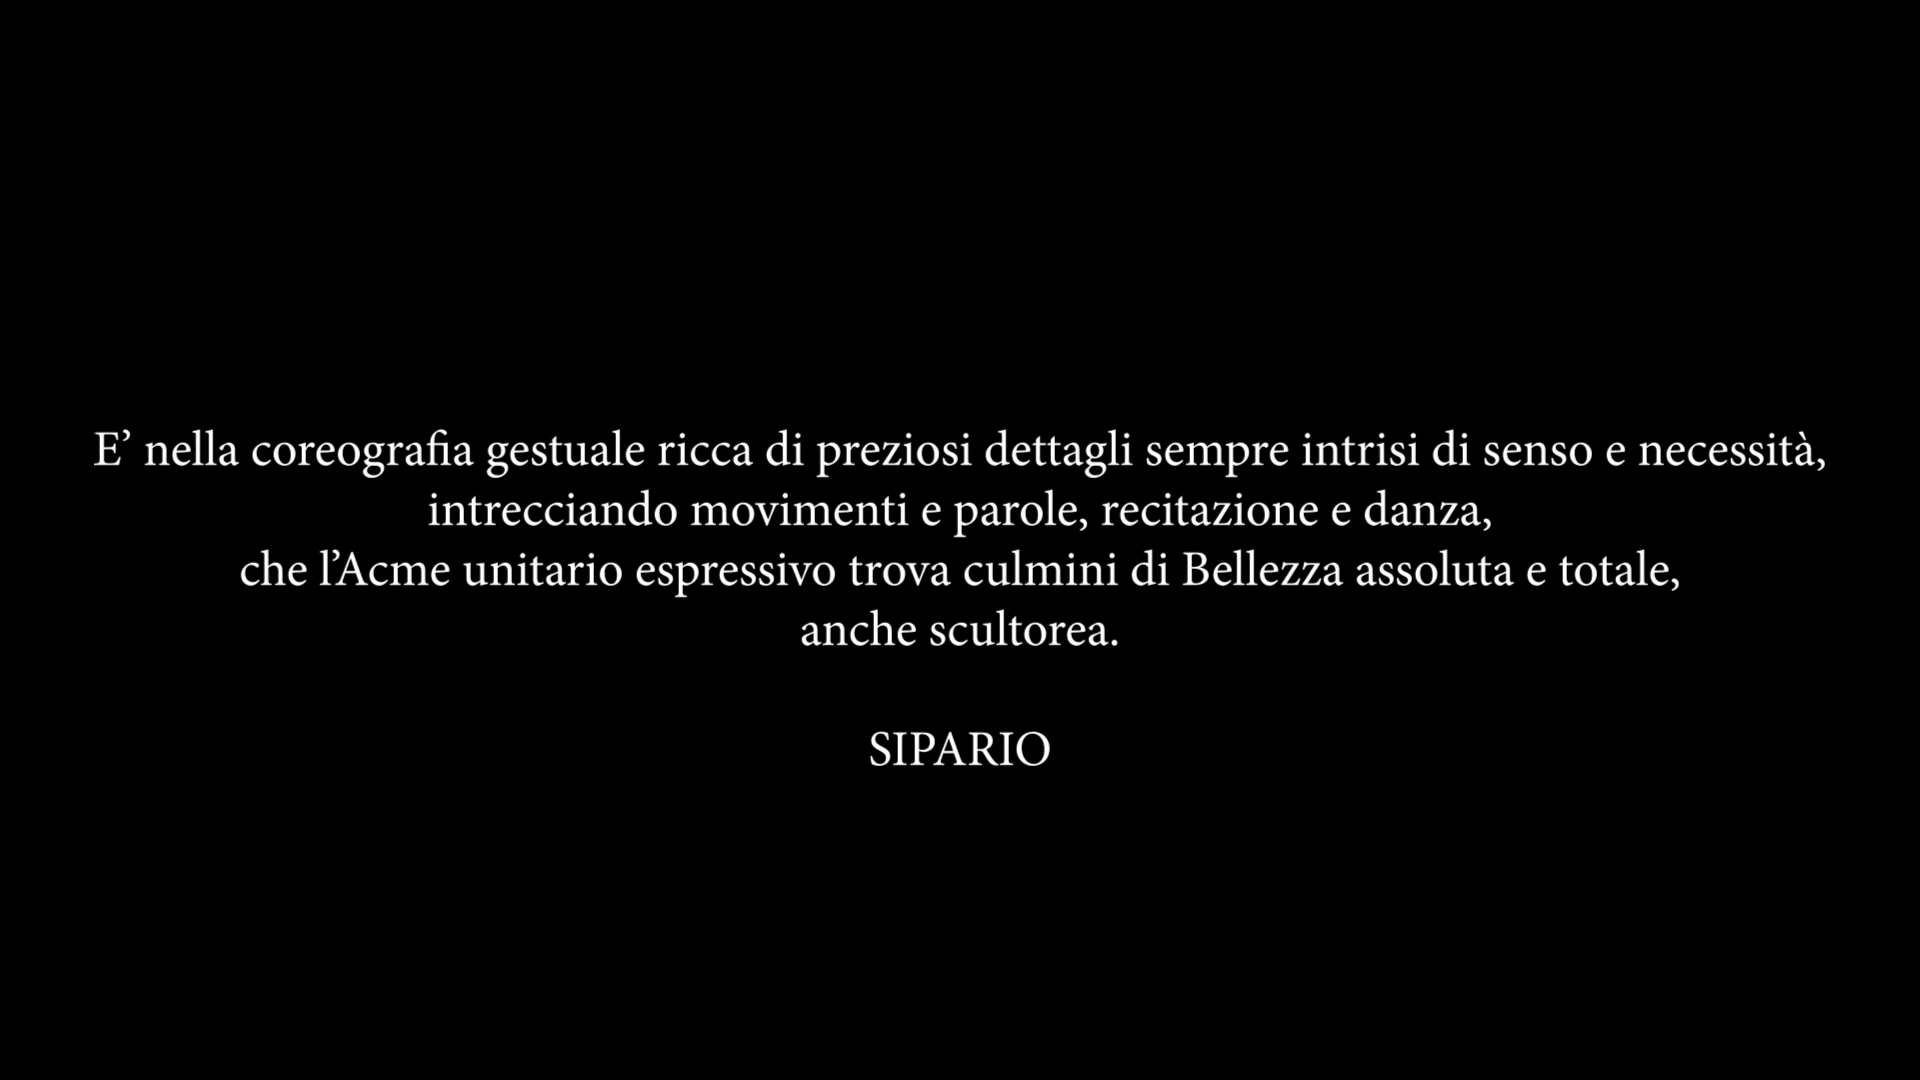 E’ nella coreografia gestuale ricca di preziosi dettagli sempre intrisi di senso e necessità,
intrecciando movimenti e parole, recitazione e danza,
che l’Acme unitario espressivo trova culmini di Bellezza assoluta e totale,
anche scultorea.
SIPARIO